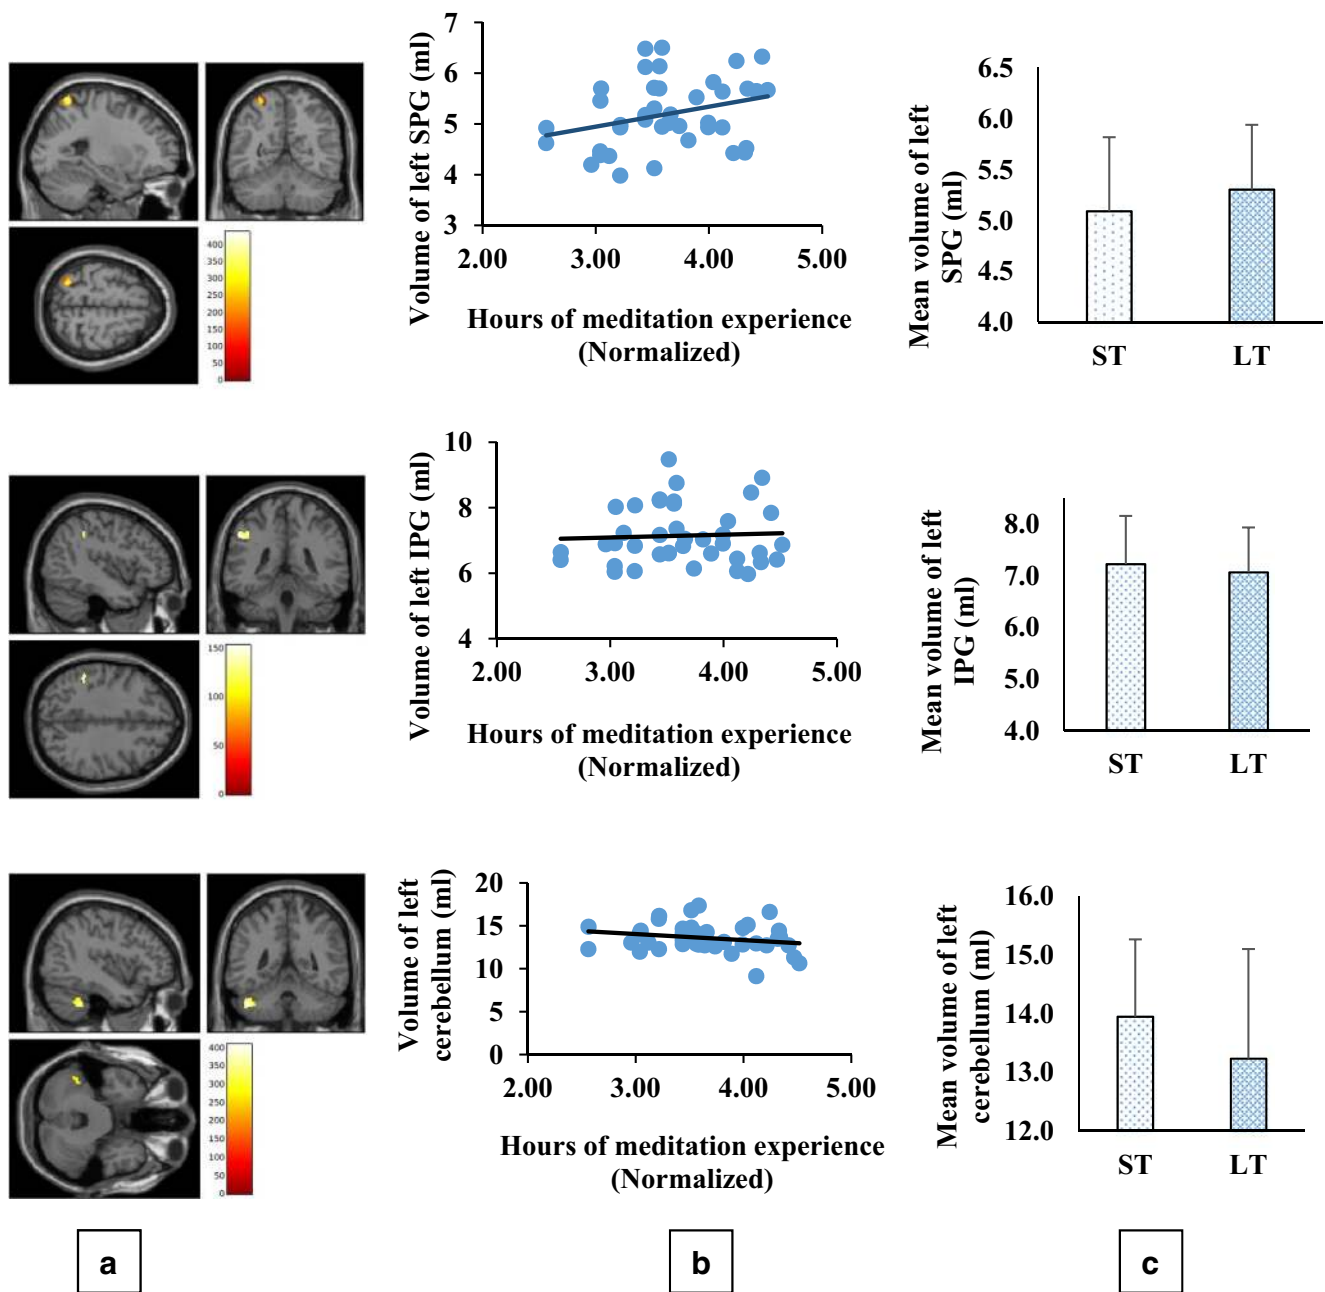 400
350
300
250
200
150
100
50
0
Volume of left SPG (ml)
7
6
5
4
3
2.00 3.00 4.00 5.00
Hours of meditation experience
(Normalized)
Mean volume of left
SPG (ml)
6.5
6.0
5.5
5.0
4.5
4.0
ST LT
150
100
50
0
Volume of left IPG (ml)
10
8
6
4
2.00 3.00 4.00 5.00
Hours of meditation experience
(Normalized)
Mean volume of left
IPG (ml)
8.0
7.0
6.0
5.0
4.0
ST LT
400
350
300
250
200
150
100
50
0
Volume of left
cerebellum (ml)
20
15
10
5
0
2.00 3.00 4.00 5.00
Hours of meditation experience
(Normalized)
Mean volume of left
cerebellum (ml)
16.0
15.0
14.0
13.0
12.0
ST LT
a b c